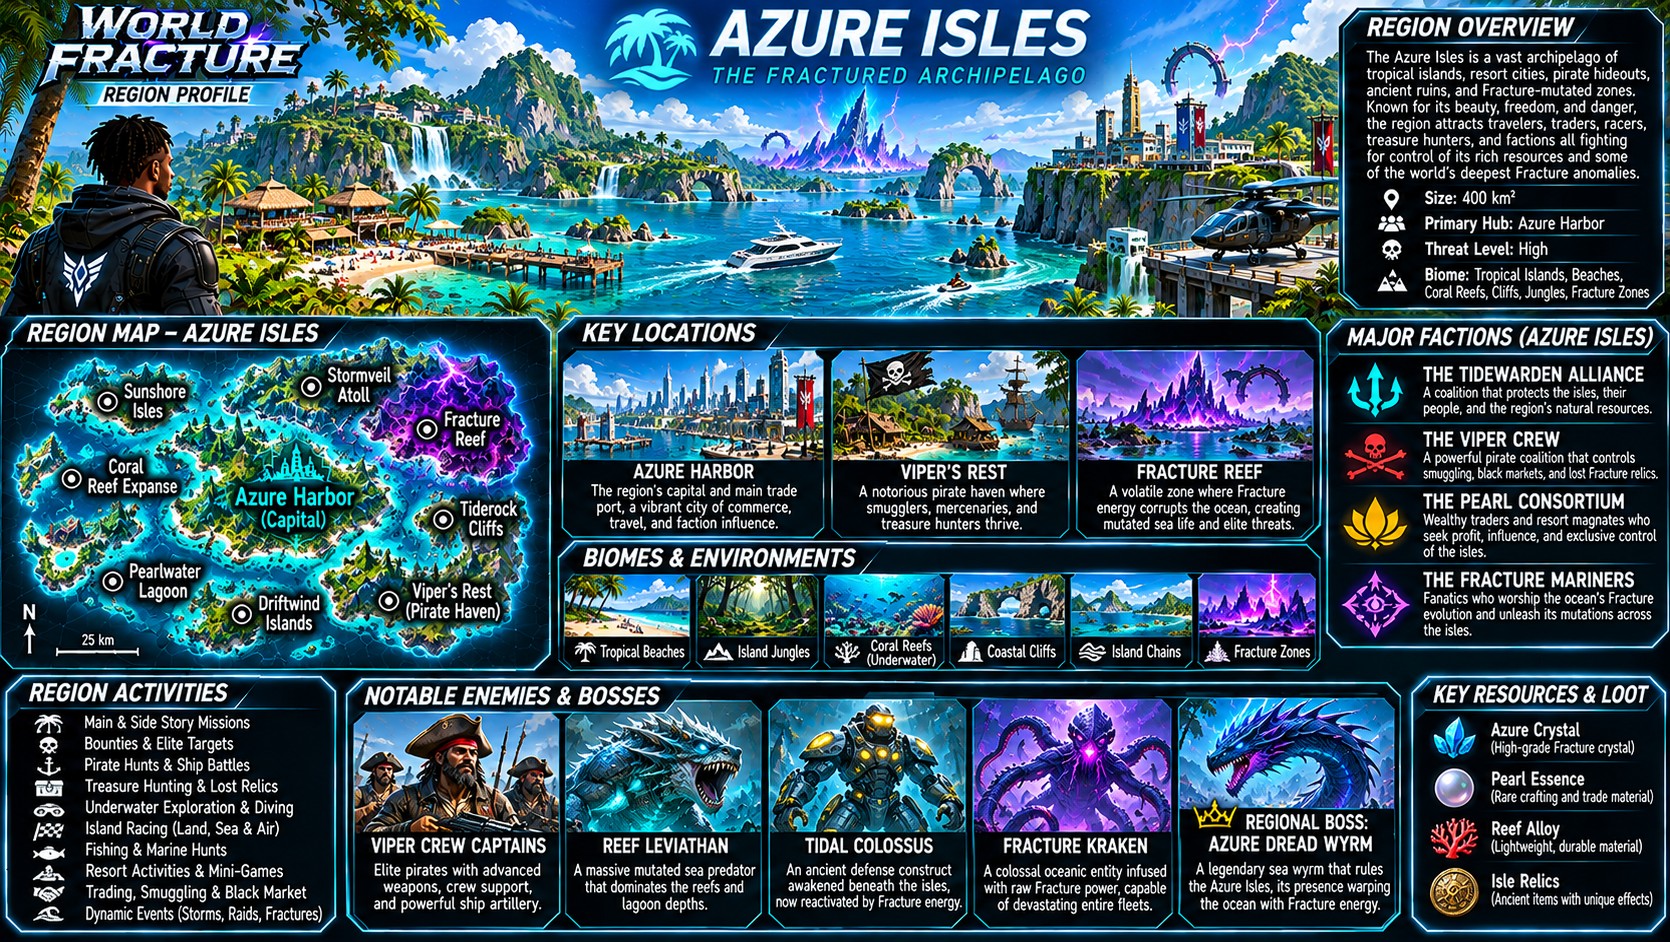 WORLD
FRACTURE
REGION PROFILE
AZURE ISLES
THE FRACTURED ARCHIPELAGO
REGION OVERVIEW
The Azure Isles is a vast archipelago of
tropical islands, resort cities, pirate hideouts,
ancient ruins, and Fracture-mutated zones.
Known for its beauty, freedom, and danger,
the region attracts travelers, traders, racers,
treasure hunters, and factions all fighting
for control of its rich resources and some
of the world's deepest Fracture anomalies.
Size: 400 km²
Primary Hub: Azure Harbor
Threat Level: High
Biome: Tropical Islands, Beaches,
Coral Reefs, Cliffs, Jungles, Fracture Zones
REGION MAP – AZURE ISLES
Sunshore
Isles
Stormveil
Atoll
Fracture
Reef
Coral
Reef Expanse
Azure Harbor
(Capital)
Tiderock
Cliffs
Pearlwater
Lagoon
Driftwind
Islands
Viper's Rest
(Pirate Haven)
N
25 km
KEY LOCATIONS
AZURE HARBOR
The region's capital and main trade
port, a vibrant city of commerce,
travel, and faction influence.
VIPER'S REST
A notorious pirate haven where
smugglers, mercenaries, and
treasure hunters thrive.
FRACTURE REEF
A volatile zone where Fracture
energy corrupts the ocean, creating
mutated sea life and elite threats.
BIOMES & ENVIRONMENTS
Tropical Beaches
Island Jungles
Coral Reefs
(Underwater)
Coastal Cliffs
Island Chains
Fracture Zones
MAJOR FACTIONS (AZURE ISLES)
THE TIDEWARDEN ALLIANCE
A coalition that protects the isles, their
people, and the region's natural resources.
THE VIPER CREW
A powerful pirate coalition that controls
smuggling, black markets, and lost Fracture relics.
THE PEARL CONSORTIUM
Wealthy traders and resort magnates who
seek profit, influence, and exclusive control
of the isles.
THE FRACTURE MARINERS
Fanatics who worship the ocean's Fracture
evolution and unleash its mutations across
the isles.
REGION ACTIVITIES
Main & Side Story Missions
Bounties & Elite Targets
Pirate Hunts & Ship Battles
Treasure Hunting & Lost Relics
Underwater Exploration & Diving
Island Racing (Land, Sea & Air)
Fishing & Marine Hunts
Resort Activities & Mini-Games
Trading, Smuggling & Black Market
Dynamic Events (Storms, Raids, Fractures)
NOTABLE ENEMIES & BOSSES
VIPER CREW CAPTAINS
Elite pirates with advanced
weapons, crew support,
and powerful ship artillery.
REEF LEVIATHAN
A massive mutated sea predator
that dominates the reefs and
lagoon depths.
TIDAL COLOSSUS
An ancient defense construct
awakened beneath the isles,
now reactivated by Fracture energy.
FRACTURE KRAKEN
A colossal oceanic entity infused
with raw Fracture power, capable
of devastating entire fleets.
REGIONAL BOSS:
AZURE DREAD WYRM
A legendary sea wyrm that rules
the Azure Isles, its presence warping
the ocean with Fracture energy.
KEY RESOURCES & LOOT
Azure Crystal
(High-grade Fracture crystal)
Pearl Essence
(Rare crafting and trade material)
Reef Alloy
(Lightweight, durable material)
Isle Relics
(Ancient items with unique effects)